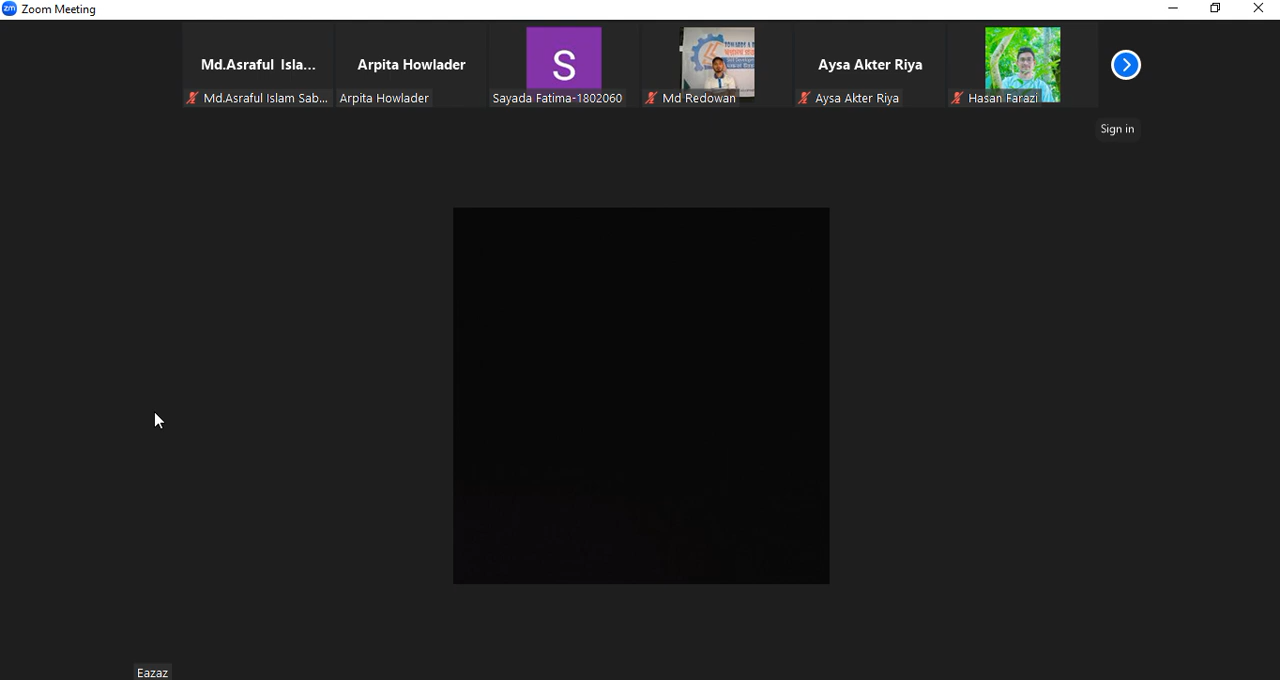 zm Zoom Meeting
Md.Asraful Isla...
Arpita Howlader
S
Aysa Akter Riya
Md.Asraful Islam Sab...
Arpita Howlader
Sayada Fatima-1802060
Md Redowan
Aysa Akter Riya
Hasan Farazi
Sign in
Eazaz